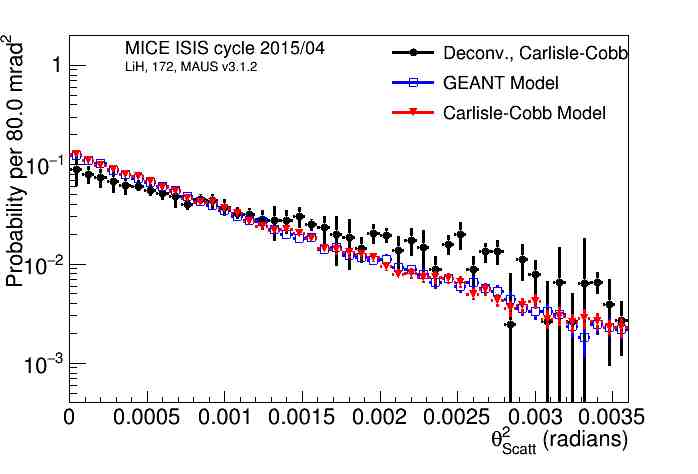 MICE ISIS cycle 2015/04
LiH, 172, MAUS v3.1.2
Deconv., Carlisle-Cobb
GEANT Model
Carlisle-Cobb Model
Probability per 80.0 mrad²
1
10⁻¹
10⁻²
10⁻³
0 0.0005 0.001 0.0015 0.002 0.0025 0.003 0.0035
θ²Scatt (radians)